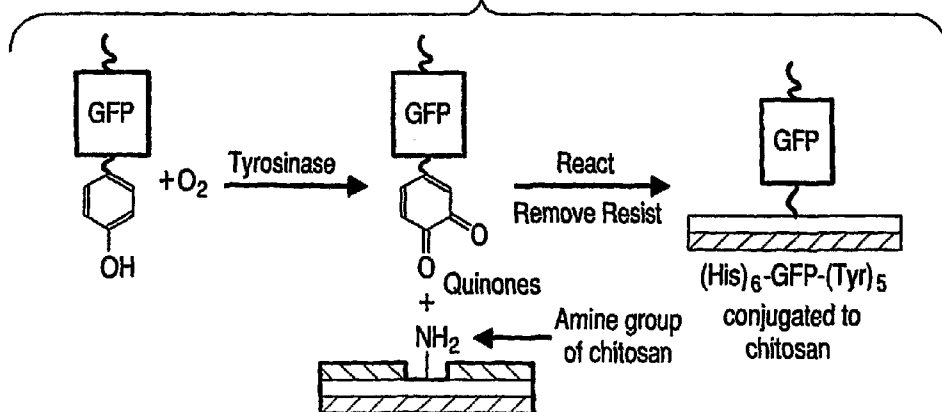 GFP
+O2
OH
Tyrosinase
GFP
O
O
Quinones
+
NH2
Amine group
of chitosan
React
Remove Resist
GFP
(His)6-GFP-(Tyr)5
conjugated to
chitosan